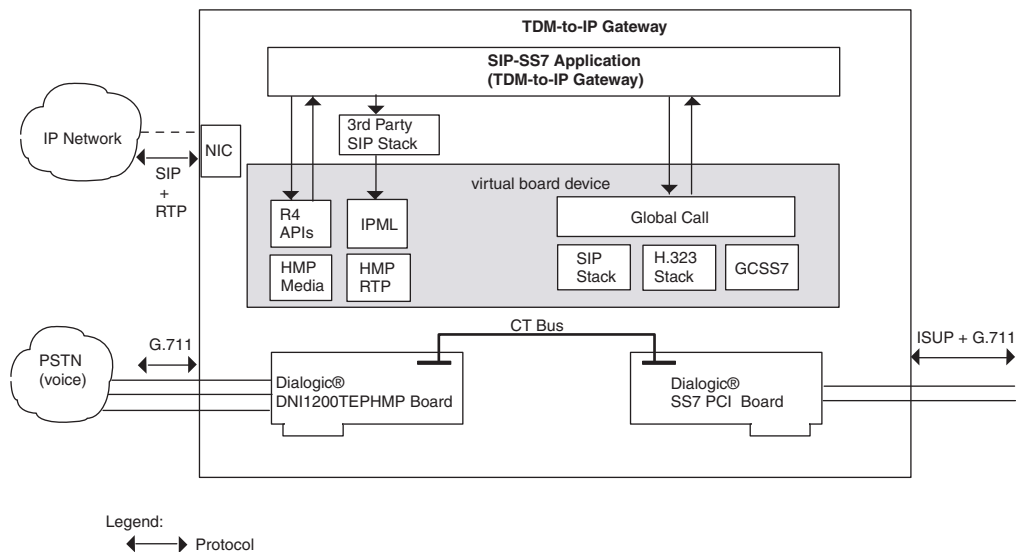 TDM-to-IP Gateway
SIP-SS7 Application
(TDM-to-IP Gateway)
3rd Party
SIP Stack
IP Network
NIC
SIP
+
RTP
virtual board device
R4
APIs
IPML
Global Call
HMP
Media
HMP
RTP
SIP
Stack
H.323
Stack
GCSS7
CT Bus
G.711
ISUP + G.711
PSTN
(voice)
Dialogic®
DNI1200TEPHMP Board
Dialogic®
SS7 PCI Board
Legend:
Protocol